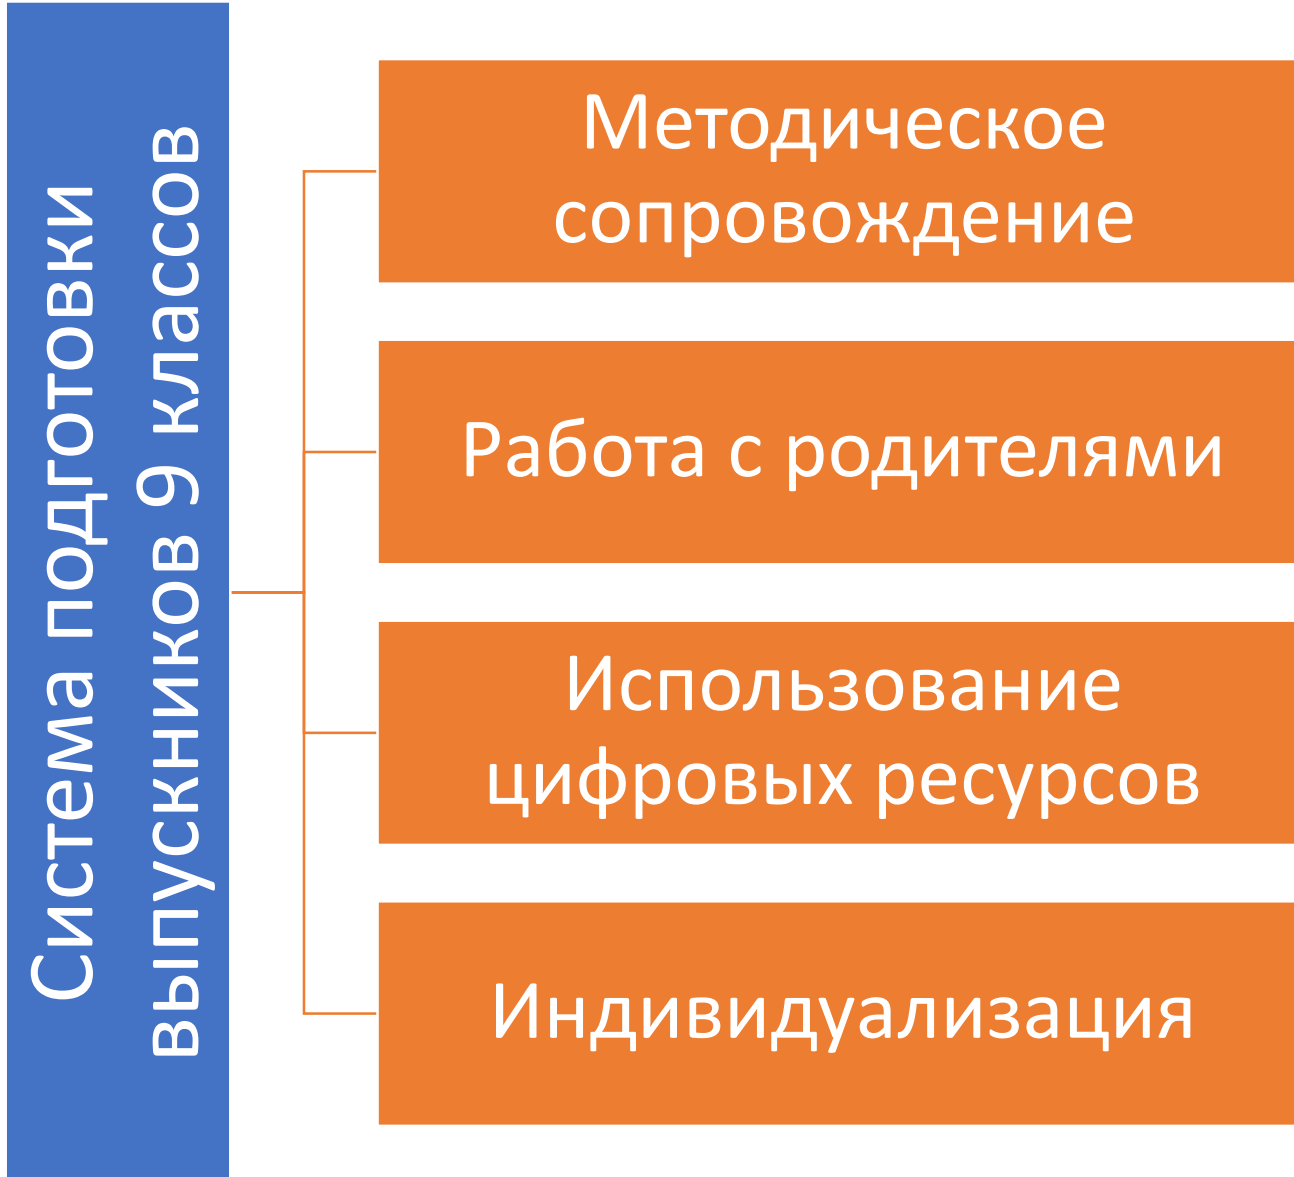 Система подготовки
выпускников 9 классов
Методическое
сопровождение
Работа с родителями
Использование
цифровых ресурсов
Индивидуализация